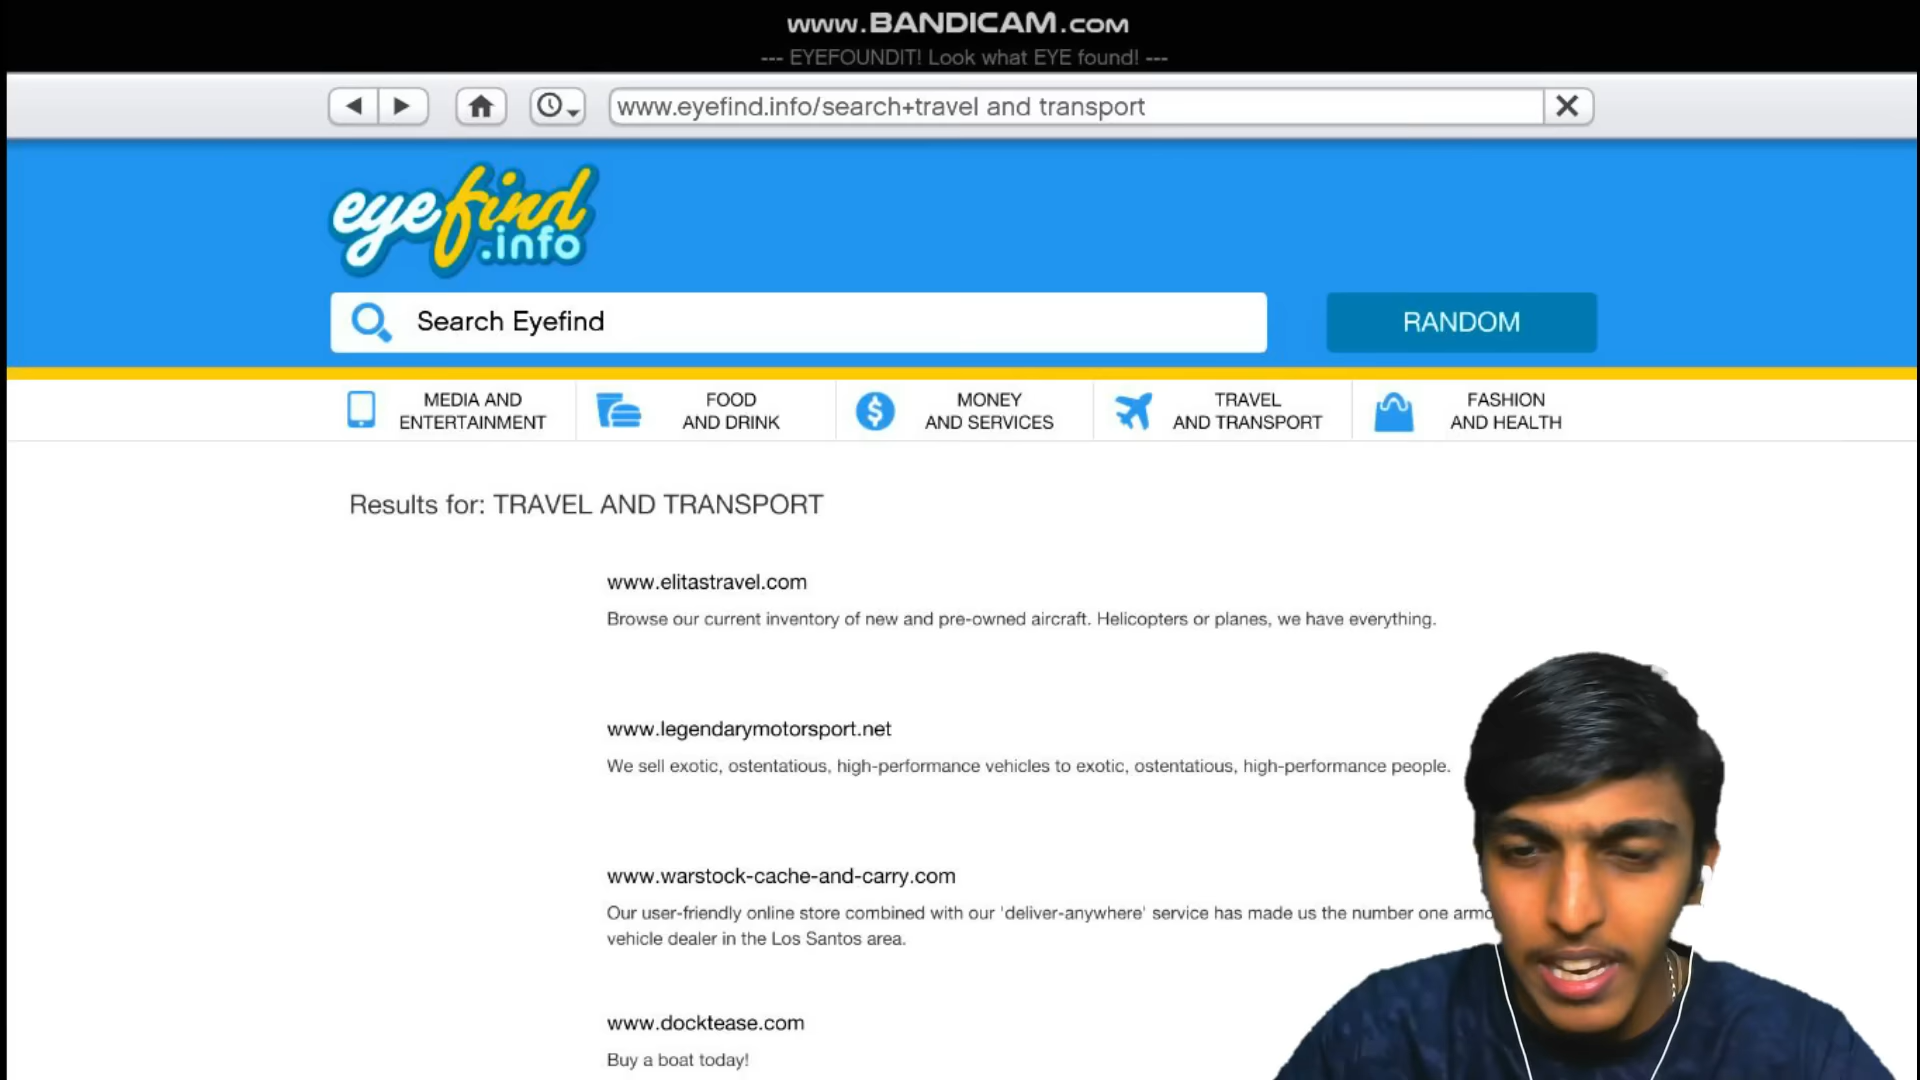 www.BANDICAM.com
--- EYEFOUNDIT! Look what EYE found! ---
www.eyefind.info/search+travel and transport
eyefind
.info
Search Eyefind
RANDOM
MEDIA AND
ENTERTAINMENT
FOOD
AND DRINK
MONEY
AND SERVICES
TRAVEL
AND TRANSPORT
FASHION
AND HEALTH
Results for: TRAVEL AND TRANSPORT
www.elitastravel.com
Browse our current inventory of new and pre-owned aircraft. Helicopters or planes, we have everything.
www.legendarymotorsport.net
We sell exotic, ostentatious, high-performance vehicles to exotic, ostentatious, high-performance people.
www.warstock-cache-and-carry.com
Our user-friendly online store combined with our 'deliver-anywhere' service has made us the number one
vehicle dealer in the Los Santos area.
www.docktease.com
Buy a boat today!